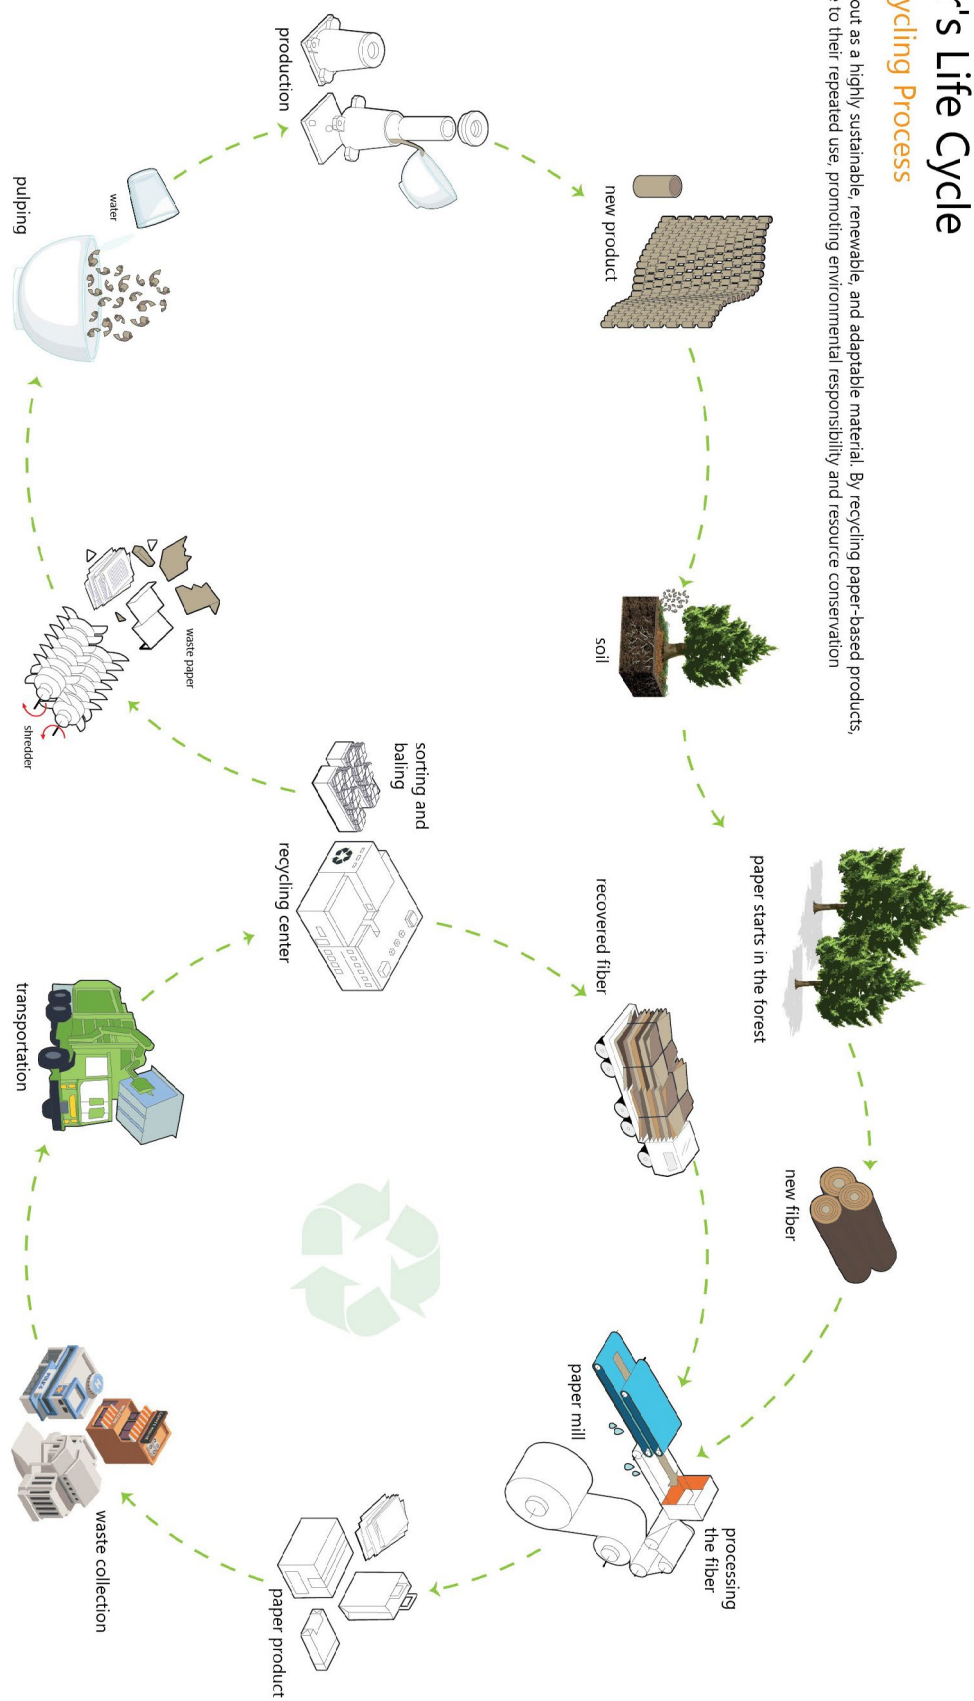 r's Life Cycle
ycling Process
out as a highly sustainable, renewable, and adaptable material. By recycling paper-based products,
to their repeated use, promoting environmental responsibility and resource conservation
production
new product
water
pulping
soil
waste paper
shredder
sorting and
baling
recycling center
recovered fiber
paper starts in the forest
new fiber
transportation
paper mill
processing
the fiber
paper product
waste collection